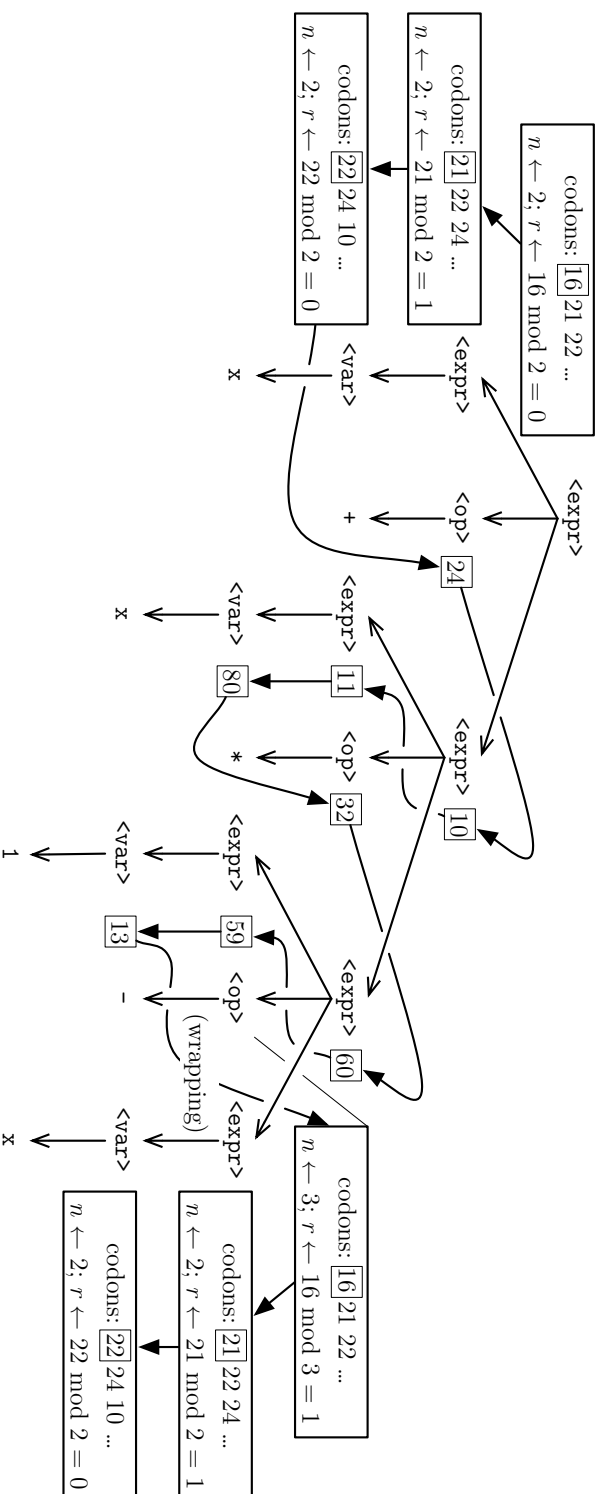 codons: 16 21 22 ...
n ← 2; r ← 16 mod 2 = 0
<expr>
codons: 21 22 24 ...
n ← 2; r ← 21 mod 2 = 1
<expr> <op> 24 <expr> 10
codons: 22 24 10 ...
n ← 2; r ← 22 mod 2 = 0
<var> + <expr> 11 <op> 32 <expr> 60
codons: 16 21 22 ...
n ← 3; r ← 16 mod 3 = 1
x <var> 80 * <expr> 59 <op> <expr>
(wrapping)
codons: 21 22 24 ...
n ← 2; r ← 21 mod 2 = 1
x <var> 13 - <var>
codons: 22 24 10 ...
n ← 2; r ← 22 mod 2 = 0
1 x